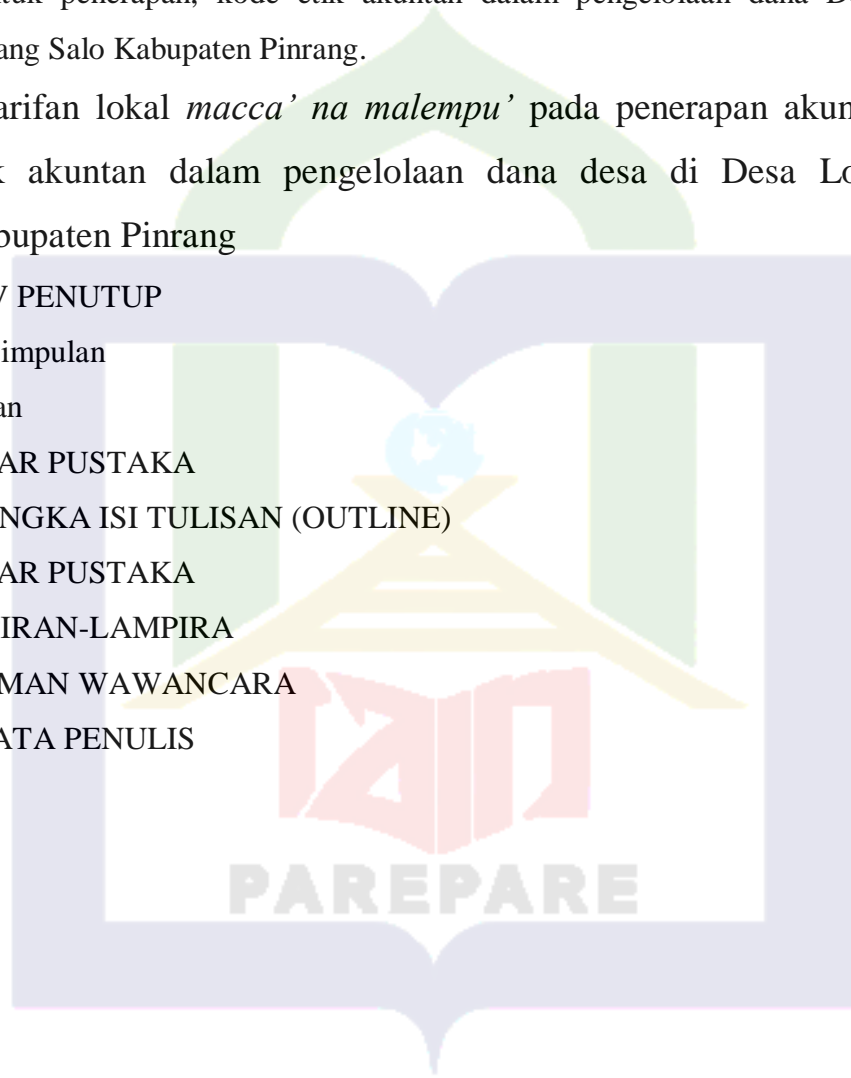 tuk penerapan, kode etik akuntan dalam pengelolaan dana D
ang Salo Kabupaten Pinrang.
arifan lokal macca’ na malempu’ pada penerapan akun
k akuntan dalam pengelolaan dana desa di Desa Lo
bupaten Pinrang
V PENUTUP
impulan
an
AR PUSTAKA
NGKA ISI TULISAN (OUTLINE)
AR PUSTAKA
IRAN-LAMPIRA
MAN WAWANCARA
ATA PENULIS
PAREPARE